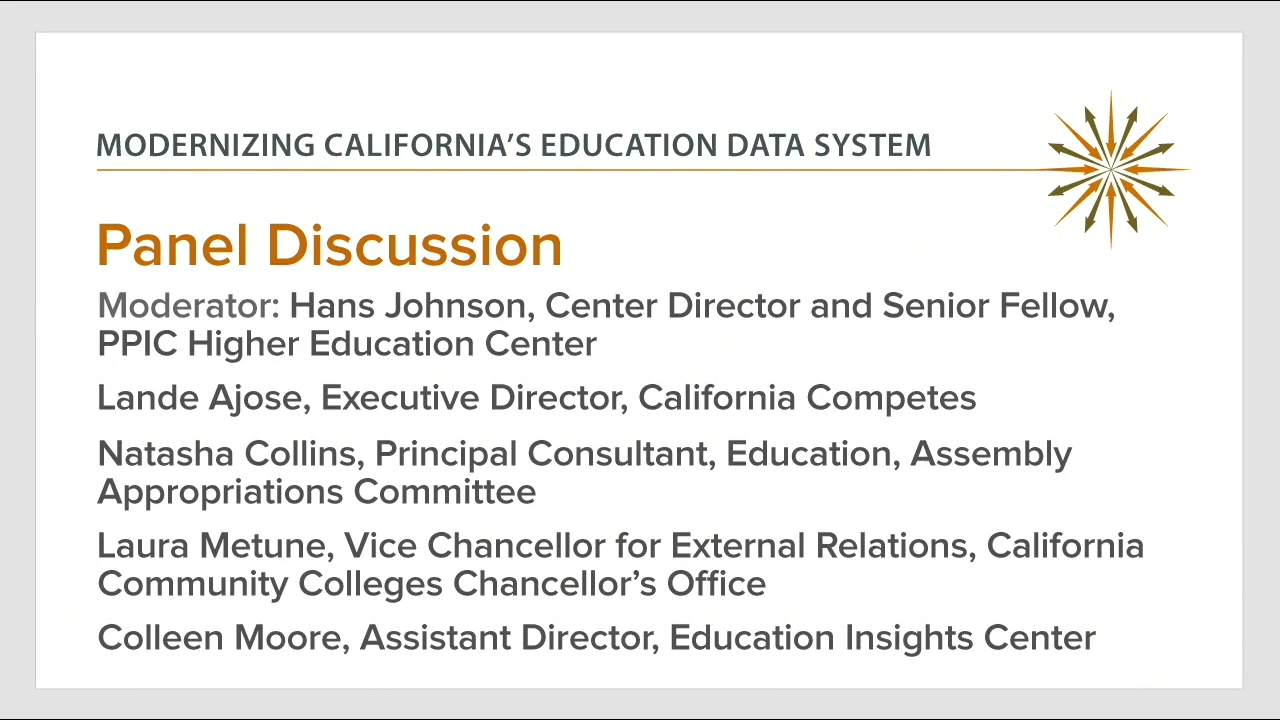 MODERNIZING CALIFORNIA’S EDUCATION DATA SYSTEM
Panel Discussion
Moderator: Hans Johnson, Center Director and Senior Fellow,
PPIC Higher Education Center
Lande Ajose, Executive Director, California Competes
Natasha Collins, Principal Consultant, Education, Assembly
Appropriations Committee
Laura Metune, Vice Chancellor for External Relations, California
Community Colleges Chancellor’s Office
Colleen Moore, Assistant Director, Education Insights Center